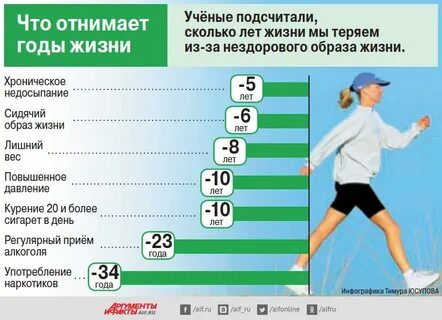 Что отнимает
годы жизни
Учёные подсчитали,
сколько лет жизни мы теряем
из-за нездорового образа жизни.
Хроническое
недосыпание
-5
лет
Сидячий
образ жизни
-6
лет
Лишний
вес
-8
лет
Повышенное
давление
-10
лет
Курение 20 и более
сигарет в день
-10
лет
Регулярный приём
алкоголя
-23
года
Употребление
наркотиков
-34
года
Инфографика Тимура ЮСУПОВА
АРГУМЕНТЫ
И ФАКТЫ AIF.RU
/aif.ru
/aif_ru
/aifonline
/aifru